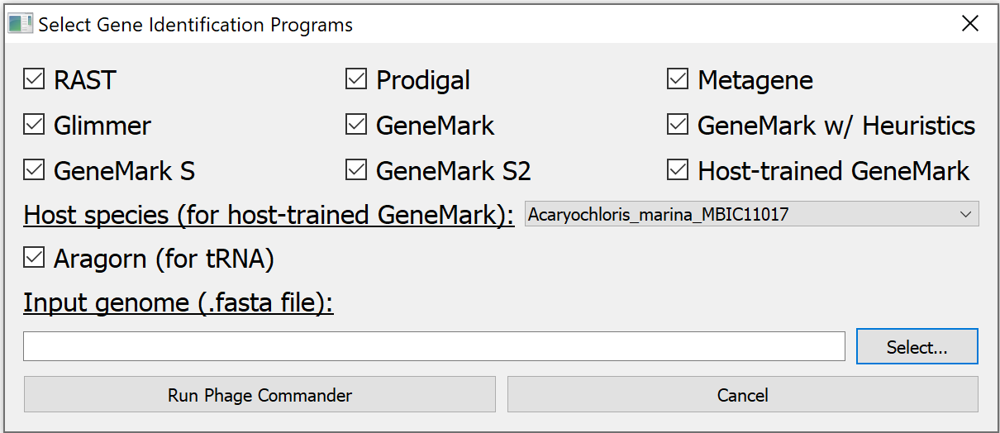 Select Gene Identification Programs
RAST Prodigal Metagene
Glimmer GeneMark GeneMark w/ Heuristics
GeneMark S GeneMark S2 Host-trained GeneMark
Host species (for host-trained GeneMark): Acaryochloris_marina_MBIC11017
Aragorn (for tRNA)
Input genome (.fasta file):
Select...
Run Phage Commander Cancel